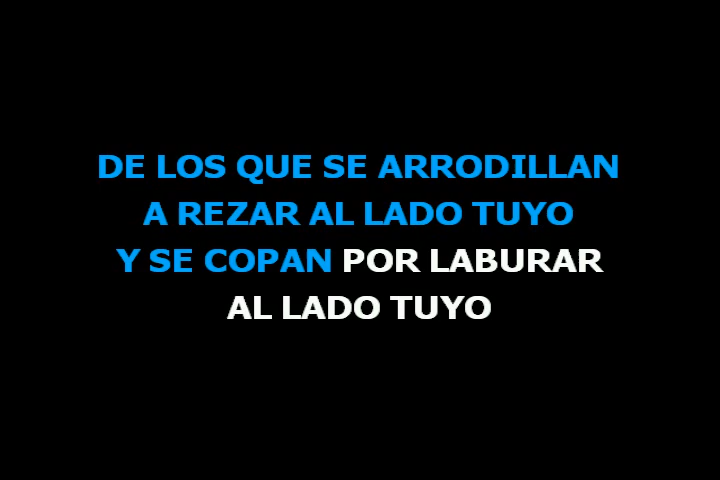 DE LOS QUE SE ARRODILLAN
A REZAR AL LADO TUYO
Y SE COPAN POR LABURAR
AL LADO TUYO